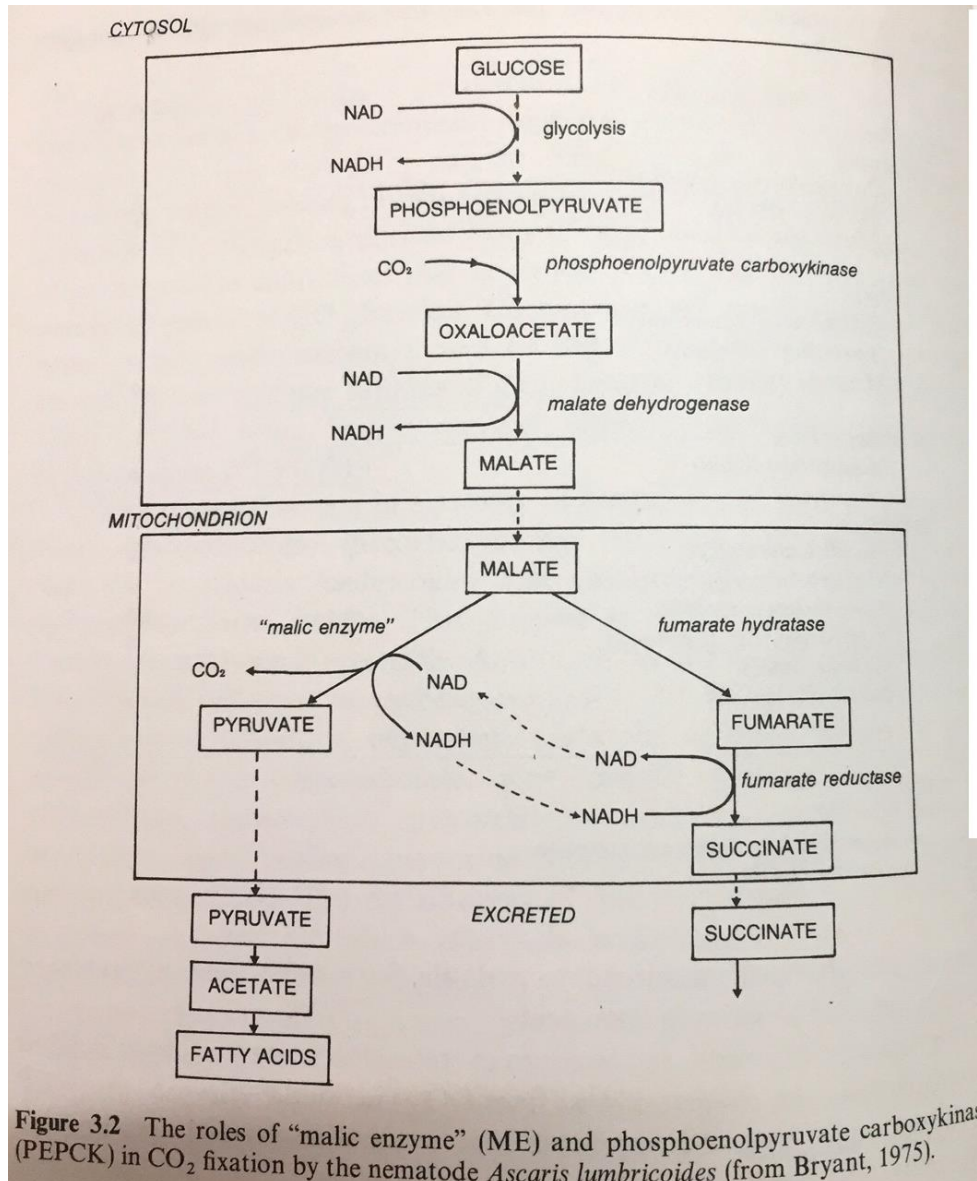 CYTOSOL
GLUCOSE
NAD
glycolysis
NADH
PHOSPHOENOLPYRUVATE
CO₂
phosphoenolpyruvate carboxykinase
OXALOACETATE
NAD
malate dehydrogenase
NADH
MALATE
MITOCHONDRION
MALATE
"malic enzyme"
fumarate hydratase
CO₂
NAD
PYRUVATE
FUMARATE
NADH
NAD
fumarate reductase
NADH
SUCCINATE
PYRUVATE
EXCRETED
SUCCINATE
ACETATE
FATTY ACIDS
Figure 3.2 The roles of "malic enzyme" (ME) and phosphoenolpyruvate carboxykinas
(PEPCK) in CO₂ fixation by the nematode Ascaris lumbricoides (from Bryant, 1975).